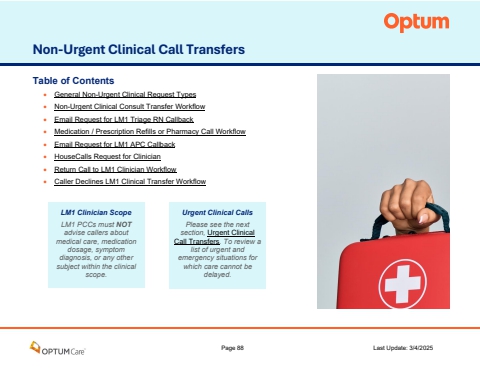 Optum
Non-Urgent Clinical Call Transfers
Table of Contents
• General Non-Urgent Clinical Request Types
• Non-Urgent Clinical Consult Transfer Workflow
• Email Request for LM1 Triage RN Callback
• Medication / Prescription Refills or Pharmacy Call Workflow
• Email Request for LM1 APC Callback
• HouseCalls Request for Clinician
• Return Call to LM1 Clinician Workflow
• Caller Declines LM1 Clinical Transfer Workflow
LM1 Clinician Scope
LM1 PCCs must NOT
advise callers about
medical care, medication
dosage, symptom
diagnosis, or any other
subject within the clinical
scope.
Urgent Clinical Calls
Please see the next
section, Urgent Clinical
Call Transfers. To review a
list of urgent and
emergency situations for
which care cannot be
delayed.
OPTUMCare
Page 88
Last Update: 3/4/2025